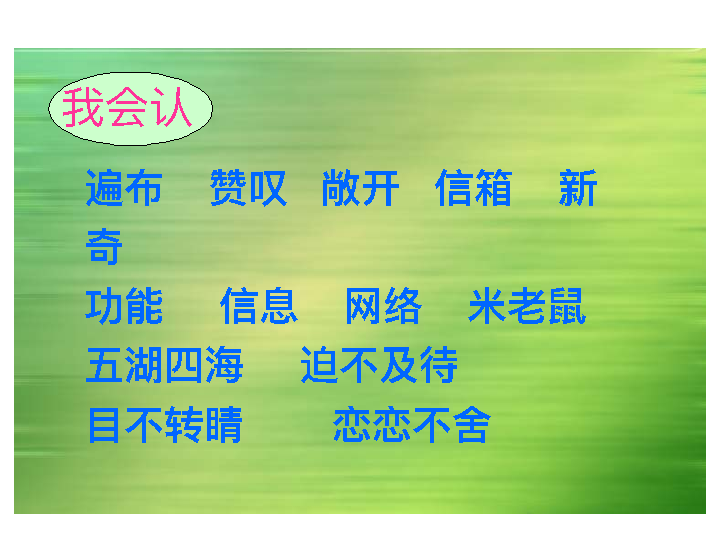 我会认
遍布 赞叹 敞开 信箱 新
奇
功能 信息 网络 米老鼠
五湖四海 迫不及待
目不转睛 恋恋不舍